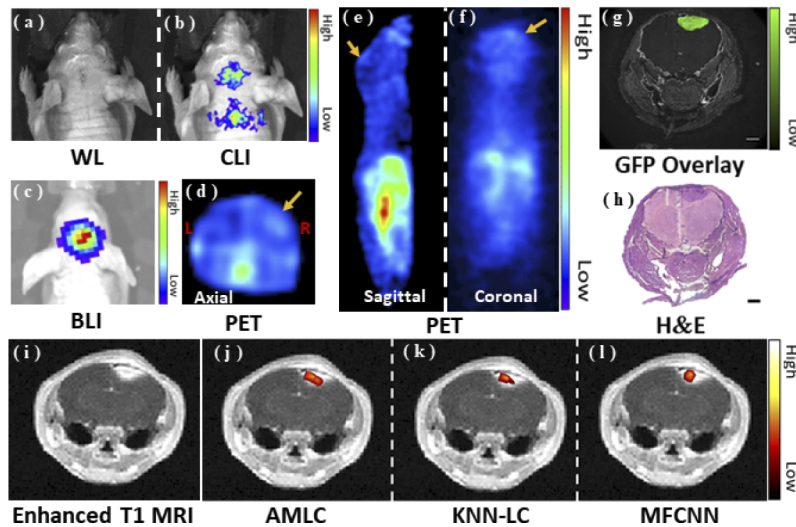 ( a )
( b )
High
Low
WL
CLI
( c )
High
Low
BLI
( d )
L
R
Axial
PET
( e )
( f )
High
Low
Sagittal
Coronal
PET
( g )
High
Low
GFP Overlay
( h )
H&E
( i )
( j )
( k )
( l )
High
Low
Enhanced T1 MRI
AMLC
KNN-LC
MFCNN